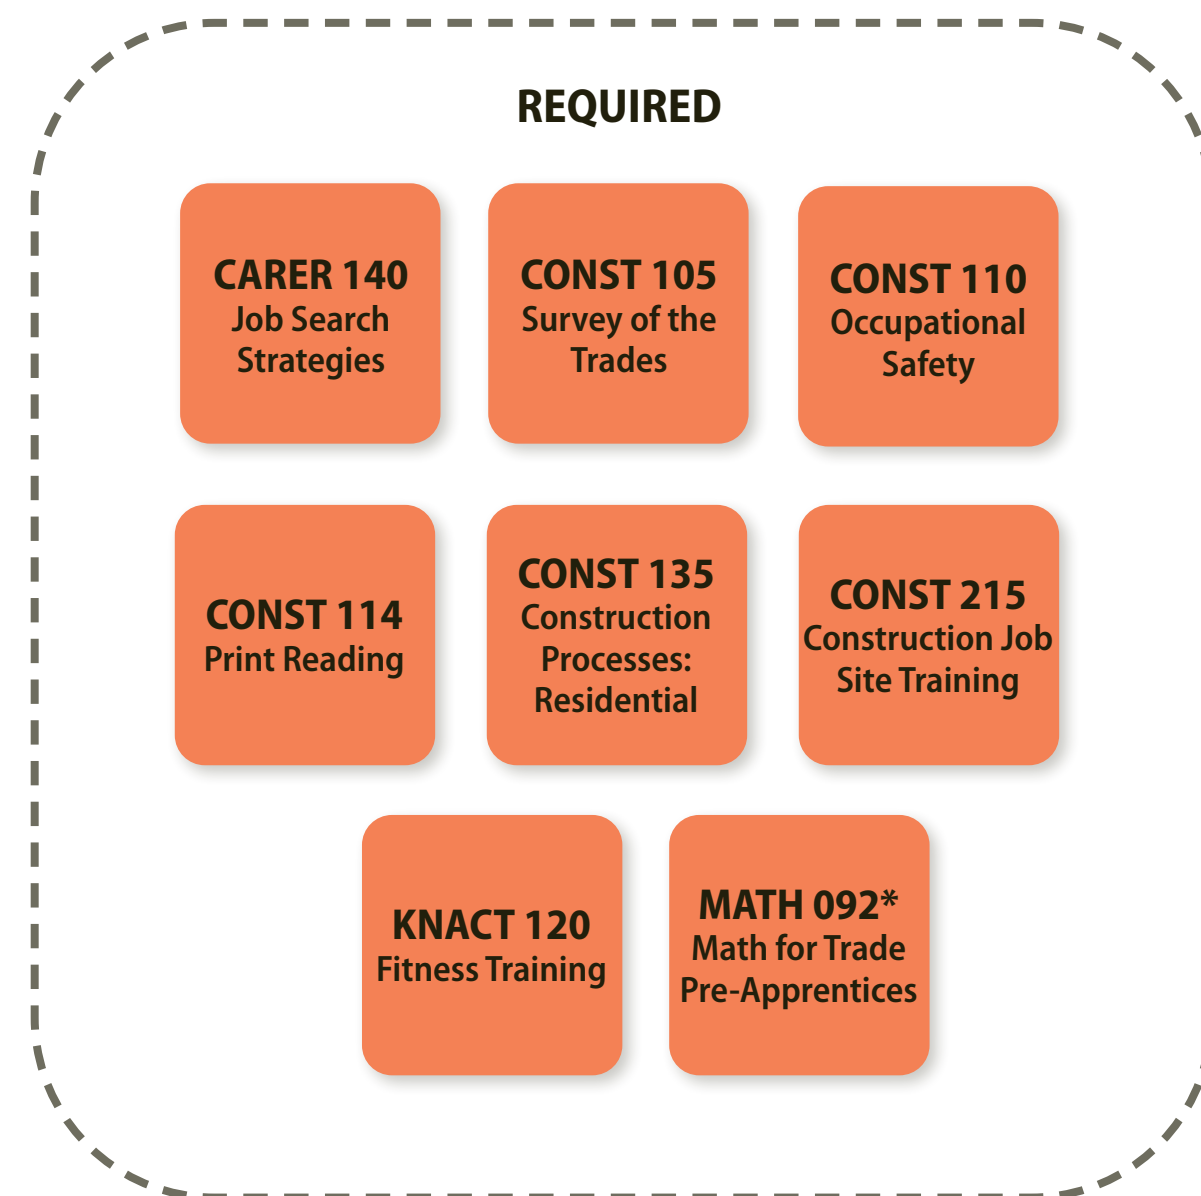 REQUIRED
CARER 140
Job Search
Strategies
CONST 105
Survey of the
Trades
CONST 110
Occupational
Safety
CONST 114
Print Reading
CONST 135
Construction
Processes:
Residential
CONST 215
Construction Job
Site Training
KNACT 120
Fitness Training
MATH 092*
Math for Trade
Pre-Apprentices